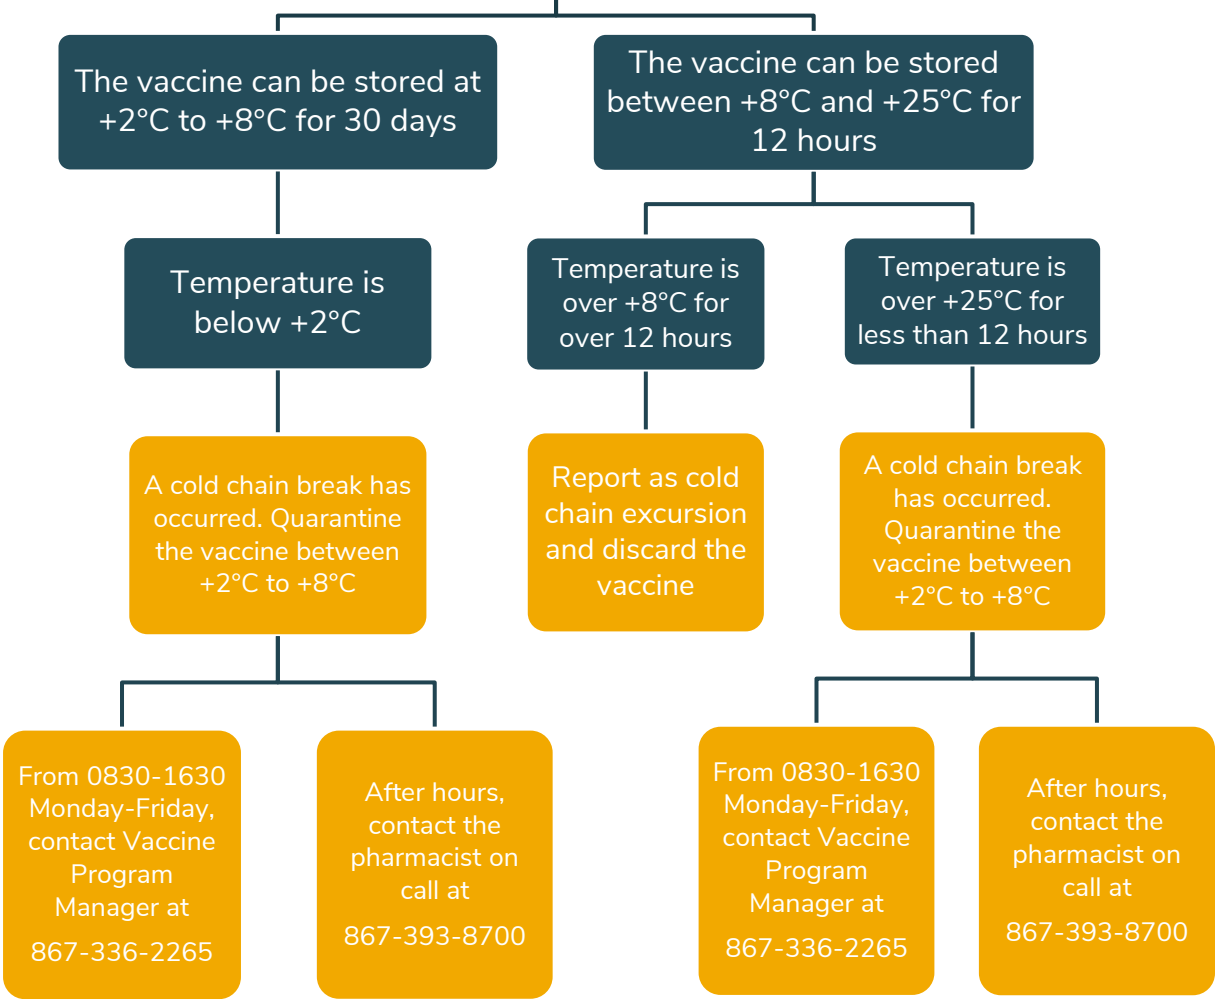 The vaccine can be stored at
+2°C to +8°C for 30 days
The vaccine can be stored
between +8°C and +25°C for
12 hours
Temperature is
below +2°C
Temperature is
over +8°C for
over 12 hours
Temperature is
over +25°C for
less than 12 hours
A cold chain break has
occurred. Quarantine
the vaccine between
+2°C to +8°C
Report as cold
chain excursion
and discard the
vaccine
A cold chain break
has occurred.
Quarantine the
vaccine between
+2°C to +8°C
From 0830-1630
Monday-Friday,
contact Vaccine
Program
Manager at
867-336-2265
After hours,
contact the
pharmacist on
call at
867-393-8700
From 0830-1630
Monday-Friday,
contact Vaccine
Program
Manager at
867-336-2265
After hours,
contact the
pharmacist on
call at
867-393-8700